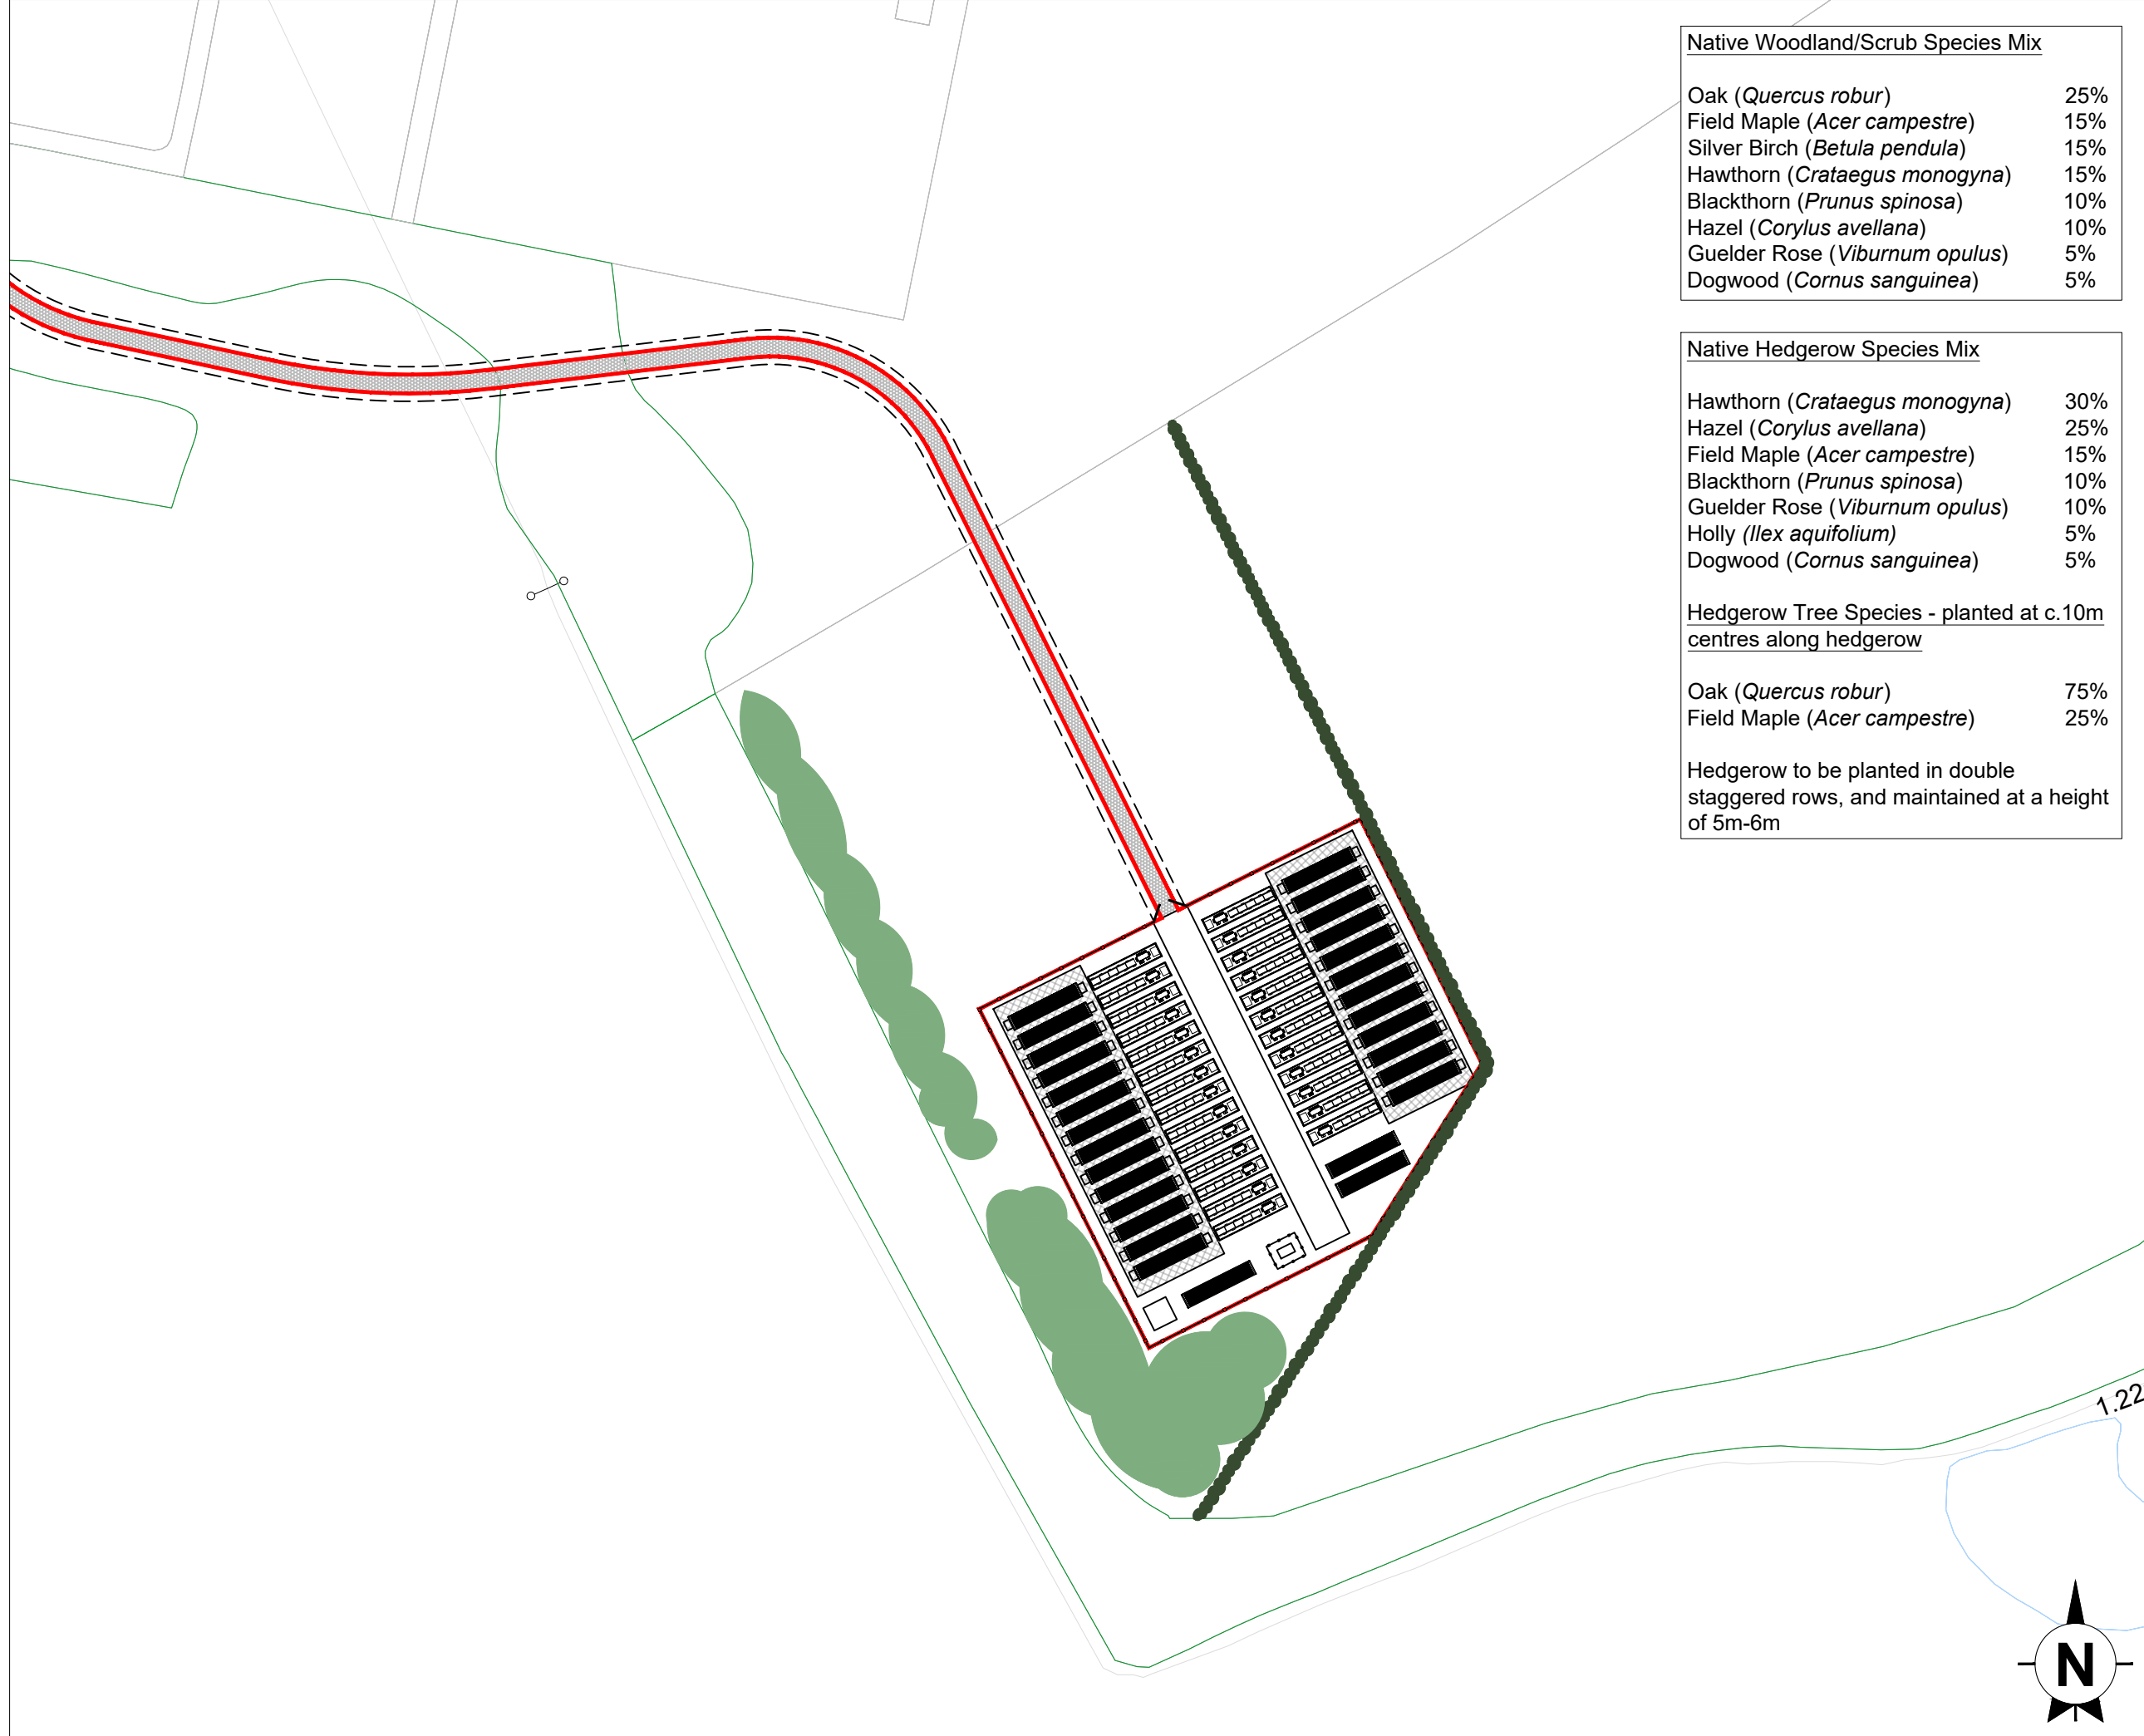 Native Woodland/Scrub Species Mix
Oak (Quercus robur) 25%
Field Maple (Acer campestre) 15%
Silver Birch (Betula pendula) 15%
Hawthorn (Crataegus monogyna) 15%
Blackthorn (Prunus spinosa) 10%
Hazel (Corylus avellana) 10%
Guelder Rose (Viburnum opulus) 5%
Dogwood (Cornus sanguinea) 5%
Native Hedgerow Species Mix
Hawthorn (Crataegus monogyna) 30%
Hazel (Corylus avellana) 25%
Field Maple (Acer campestre) 15%
Blackthorn (Prunus spinosa) 10%
Guelder Rose (Viburnum opulus) 10%
Holly (Ilex aquifolium) 5%
Dogwood (Cornus sanguinea) 5%
Hedgerow Tree Species - planted at c.10m
centres along hedgerow
Oak (Quercus robur) 75%
Field Maple (Acer campestre) 25%
Hedgerow to be planted in double
staggered rows, and maintained at a height
of 5m-6m
1.22
N